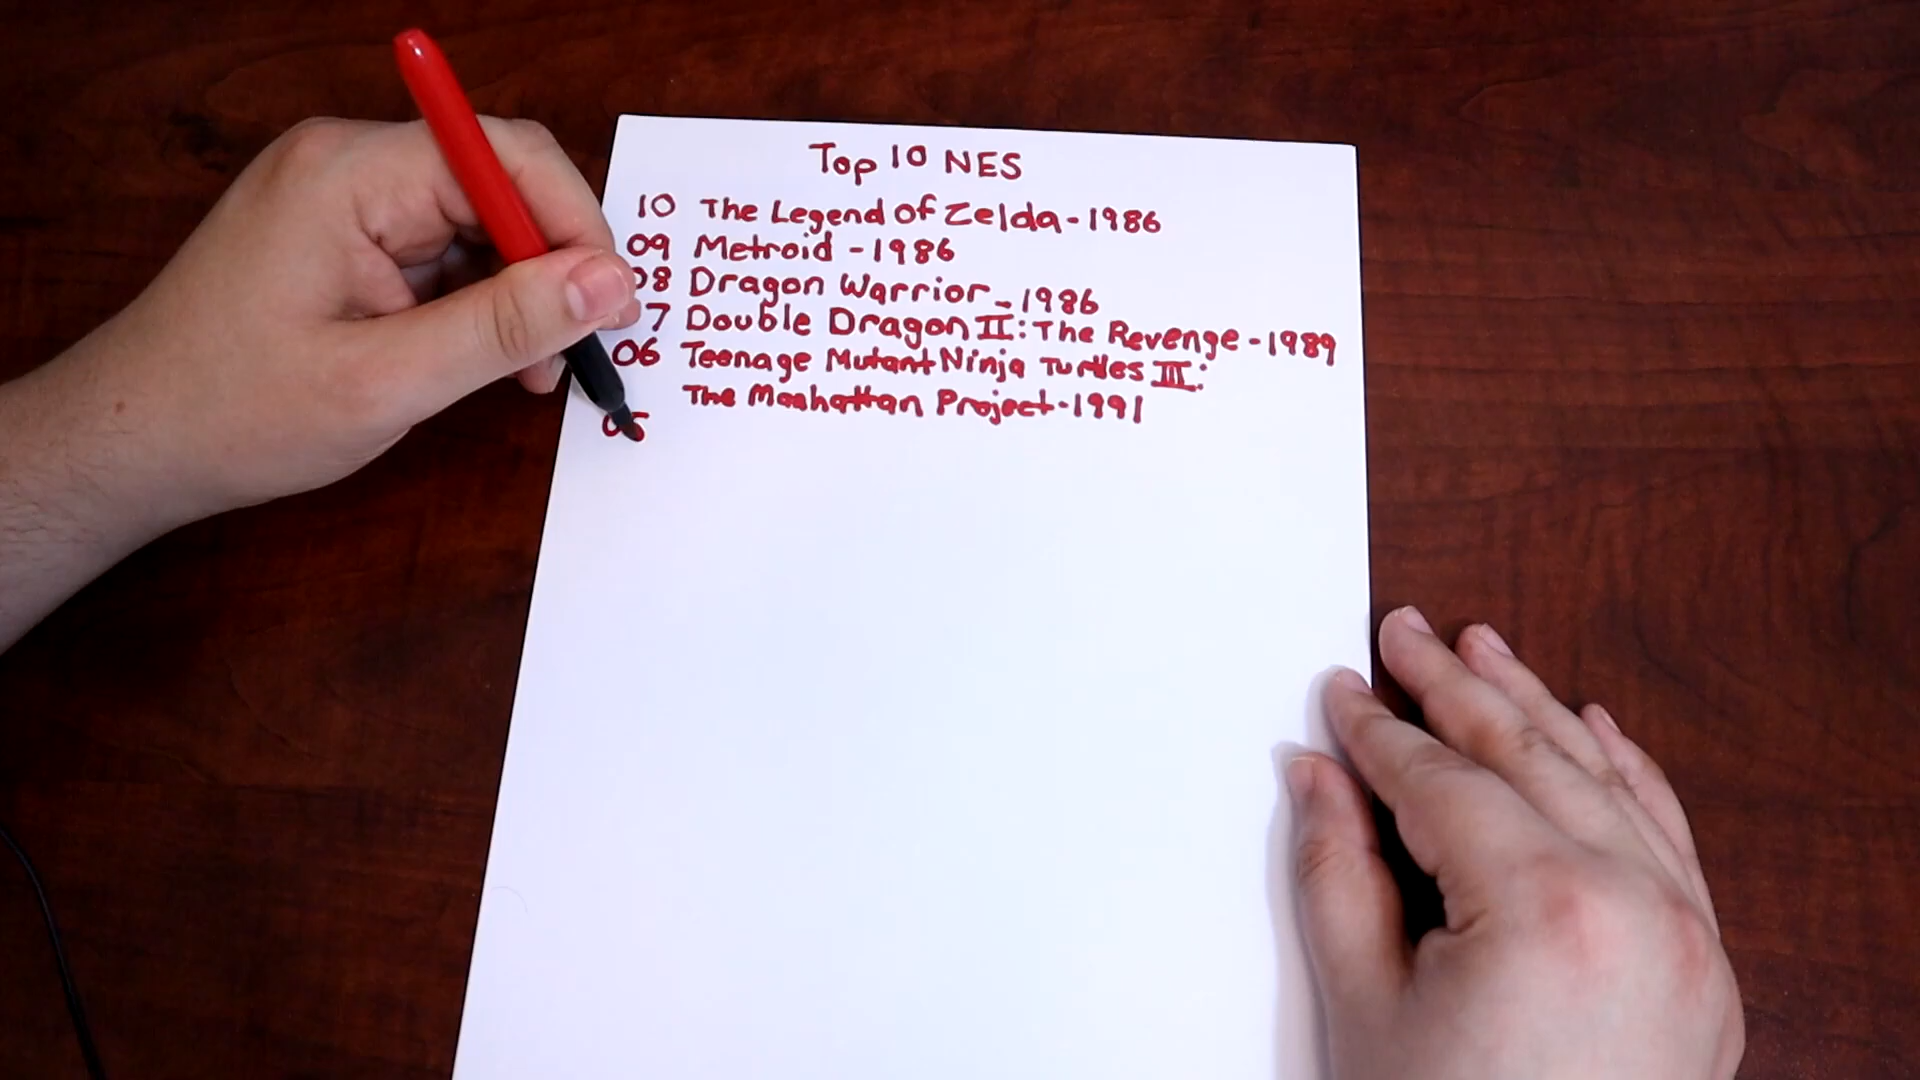 Top 10 NES
10 The Legend Of Zelda - 1986
09 Metroid - 1986
08 Dragon Warrior - 1986
7 Double Dragon II: The Revenge - 1989
06 Teenage Mutant Ninja Turtles III:
The Manhattan Project - 1991
05